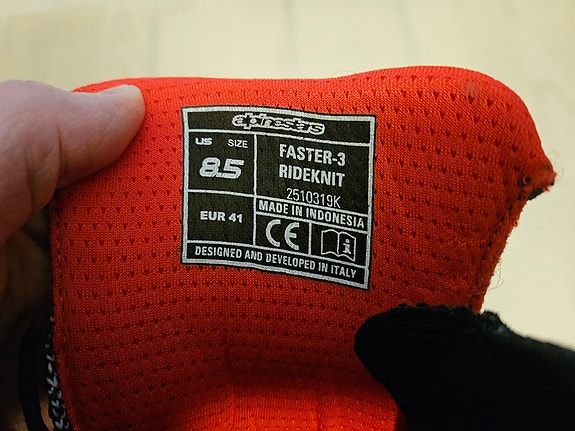 alpinestars
US SIZE
8.5
EUR 41
FASTER-3
RIDEKNIT
2510319K
MADE IN INDONESIA
CE
DESIGNED AND DEVELOPED IN ITALY